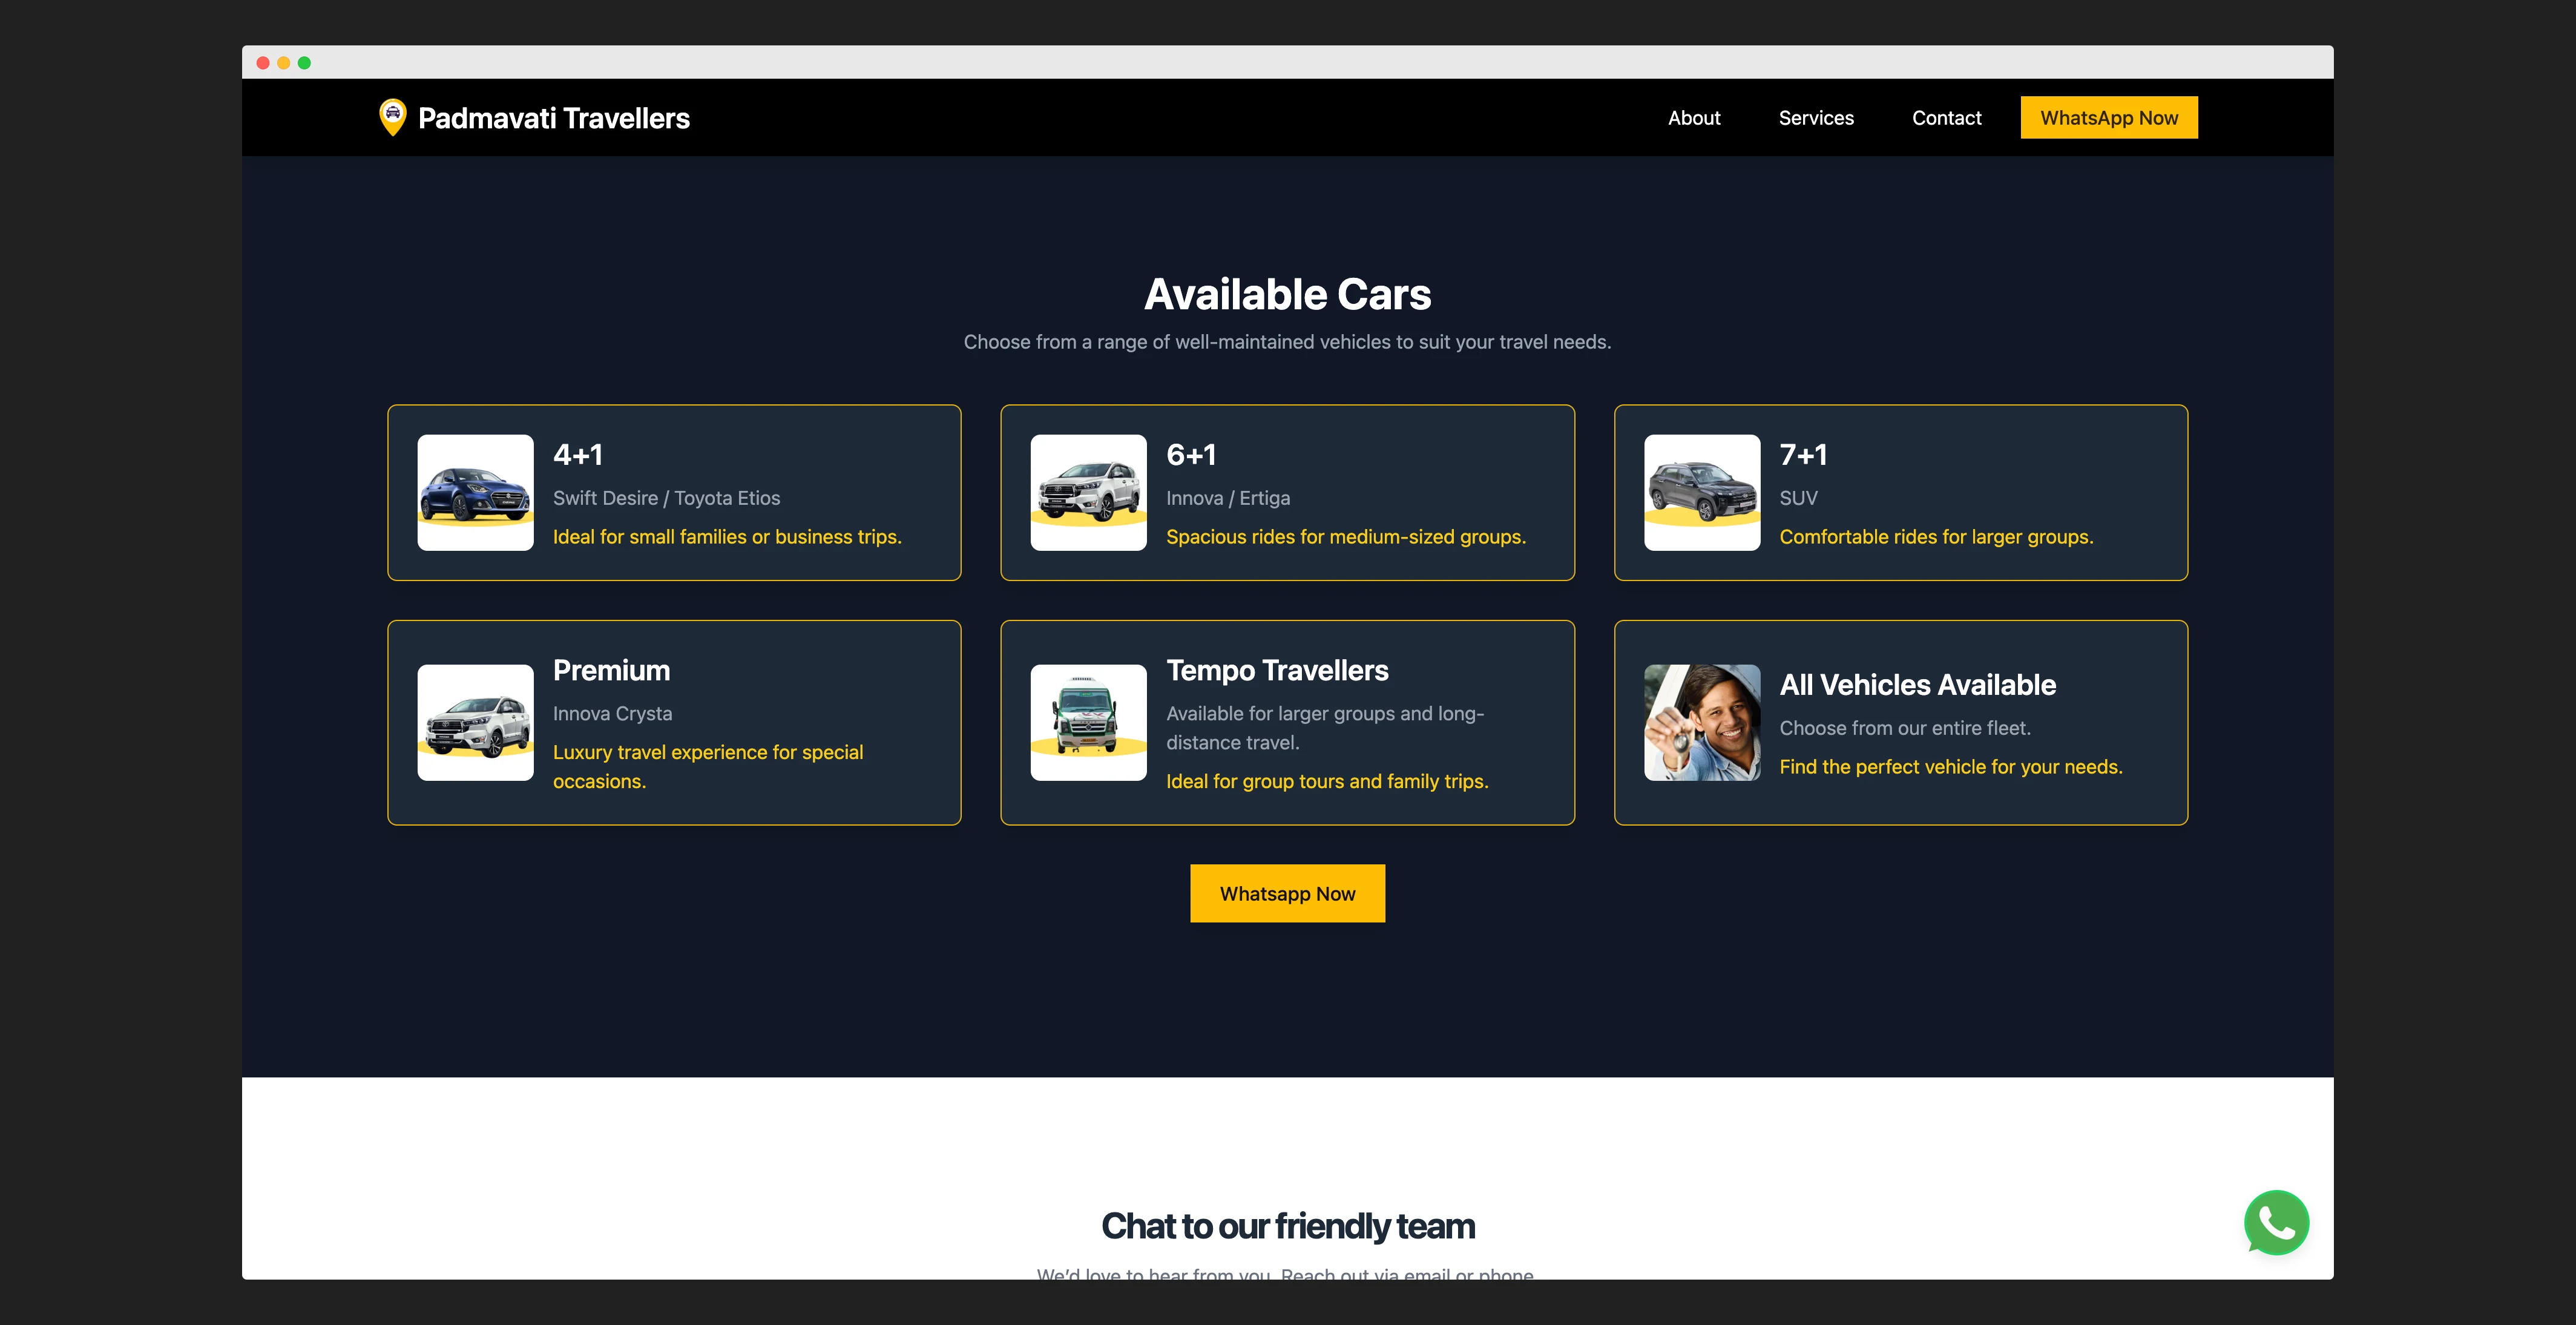 Padmavati Travellers
About
Services
Contact
WhatsApp Now
Available Cars
Choose from a range of well-maintained vehicles to suit your travel needs.
4+1
Swift Desire / Toyota Etios
Ideal for small families or business trips.
6+1
Innova / Ertiga
Spacious rides for medium-sized groups.
7+1
SUV
Comfortable rides for larger groups.
Premium
Innova Crysta
Luxury travel experience for special
occasions.
Tempo Travellers
Available for larger groups and long-
distance travel.
Ideal for group tours and family trips.
All Vehicles Available
Choose from our entire fleet.
Find the perfect vehicle for your needs.
Whatsapp Now
Chat to our friendly team
We'd love to hear from you. Reach out via email or phone.